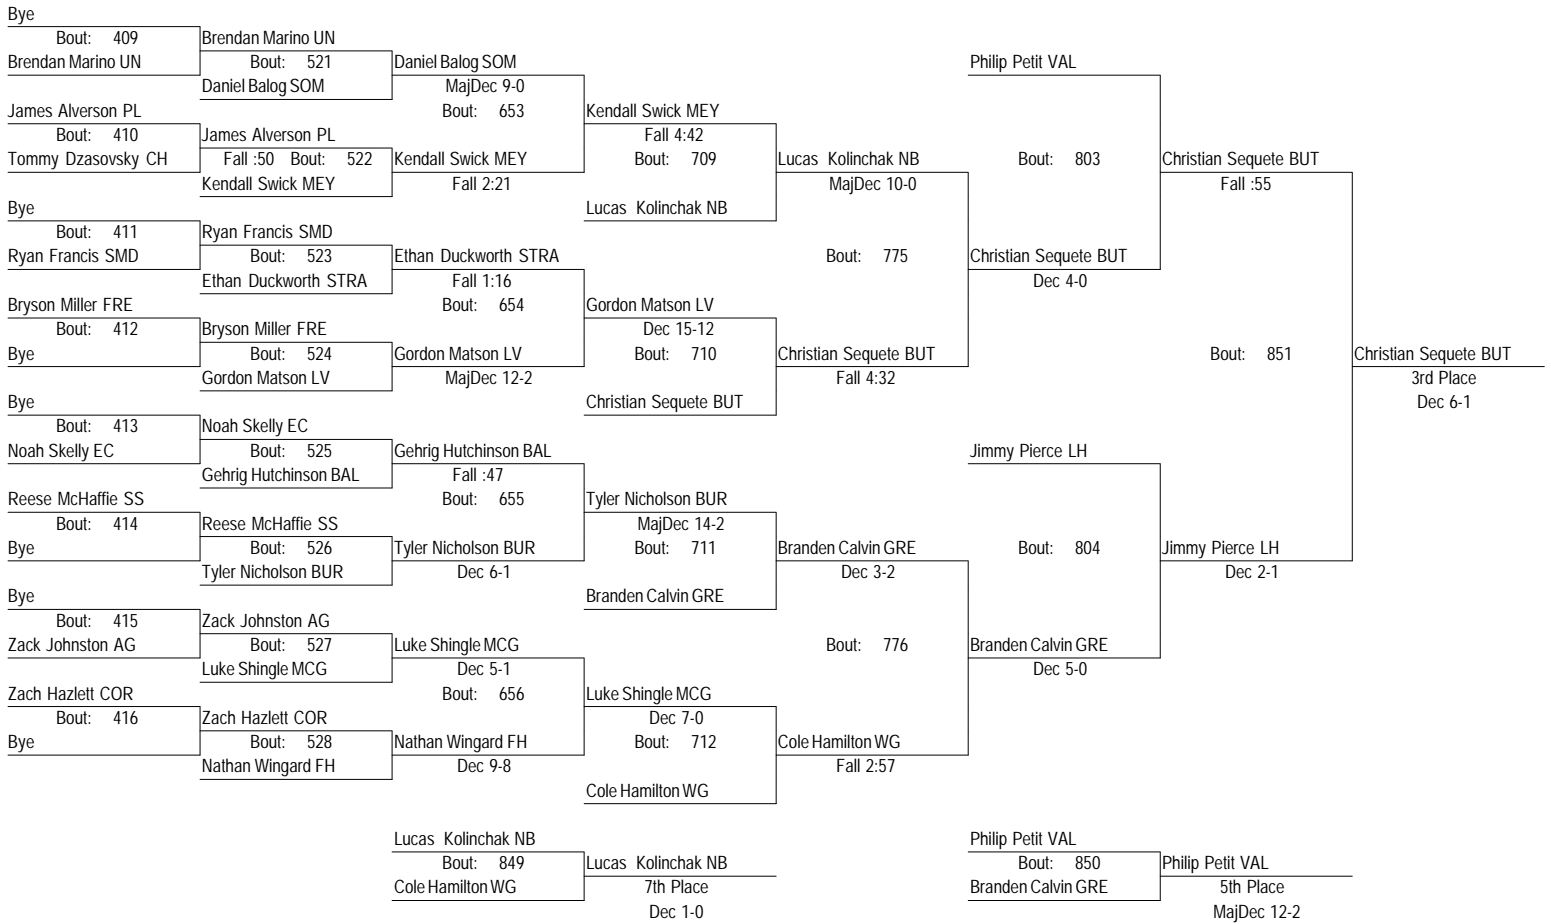 Bye
Bout: 409
Brendan Marino UN
Brendan Marino UN
Bout: 521
Daniel Balog SOM
Daniel Balog SOM
MajDec 9-0
Bout: 653
James Alverson PL
Bout: 410
Tommy Dzasovsky CH
James Alverson PL
Fall :50 Bout: 522
Kendall Swick MEY
Kendall Swick MEY
Fall 2:21
Kendall Swick MEY
Fall 4:42
Bout: 709
Lucas Kolinchak NB
Lucas Kolinchak NB
MajDec 10-0
Bye
Bout: 411
Ryan Francis SMD
Ryan Francis SMD
Bout: 523
Ethan Duckworth STRA
Ethan Duckworth STRA
Fall 1:16
Bout: 654
Bryson Miller FRE
Bout: 412
Bye
Bryson Miller FRE
Bout: 524
Gordon Matson LV
Gordon Matson LV
MajDec 12-2
Gordon Matson LV
Dec 15-12
Bout: 710
Christian Sequete BUT
Christian Sequete BUT
Fall 4:32
Bout: 775
Christian Sequete BUT
Dec 4-0
Philip Petit VAL
Bout: 803
Christian Sequete BUT
Fall :55
Bye
Bout: 413
Noah Skelly EC
Noah Skelly EC
Bout: 525
Gehrig Hutchinson BAL
Gehrig Hutchinson BAL
Fall :47
Bout: 655
Reese McHaffie SS
Bout: 414
Bye
Reese McHaffie SS
Bout: 526
Tyler Nicholson BUR
Tyler Nicholson BUR
Dec 6-1
Tyler Nicholson BUR
MajDec 14-2
Bout: 711
Branden Calvin GRE
Branden Calvin GRE
Dec 3-2
Bye
Bout: 415
Zack Johnston AG
Zack Johnston AG
Bout: 527
Luke Shingle MCG
Luke Shingle MCG
Dec 5-1
Bout: 656
Zach Hazlett COR
Bout: 416
Bye
Zach Hazlett COR
Bout: 528
Nathan Wingard FH
Nathan Wingard FH
Dec 9-8
Luke Shingle MCG
Dec 7-0
Bout: 712
Cole Hamilton WG
Cole Hamilton WG
Fall 2:57
Bout: 776
Branden Calvin GRE
Dec 5-0
Jimmy Pierce LH
Bout: 804
Jimmy Pierce LH
Dec 2-1
Bout: 851
Christian Sequete BUT
3rd Place
Dec 6-1
Lucas Kolinchak NB
Bout: 849
Cole Hamilton WG
Lucas Kolinchak NB
7th Place
Dec 1-0
Philip Petit VAL
Bout: 850
Branden Calvin GRE
Philip Petit VAL
5th Place
MajDec 12-2